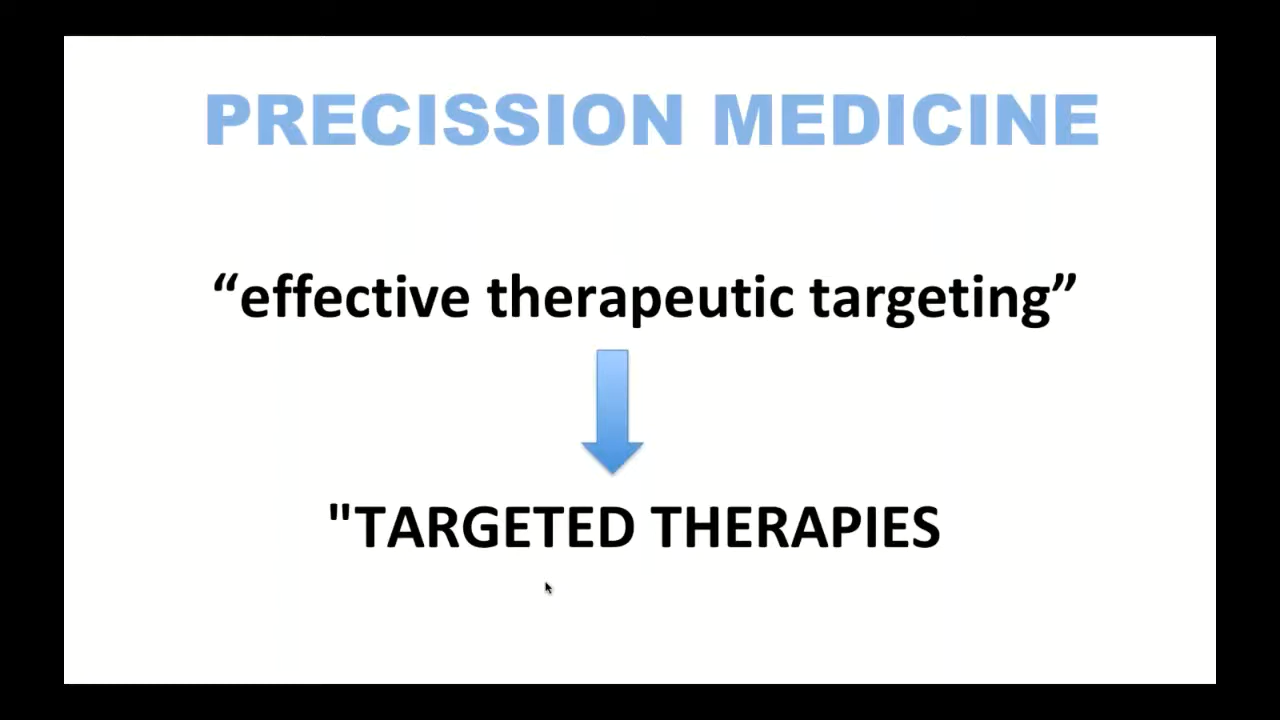 PRECISSION MEDICINE
“effective therapeutic targeting”
"TARGETED THERAPIES